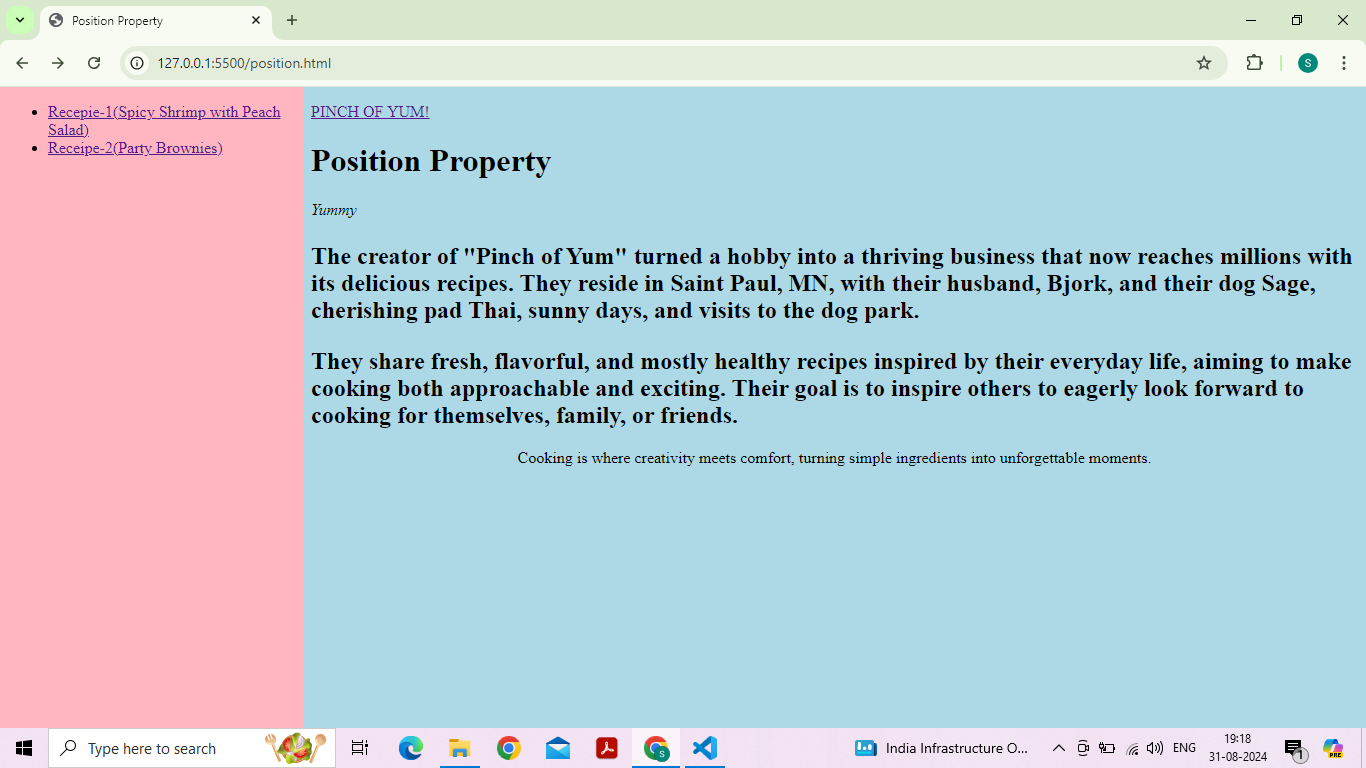 Position Property
127.0.0.1:5500/position.html
S
Recepie-1(Spicy Shrimp with Peach
Salad)
Receipe-2(Party Brownies)
PINCH OF YUM!
Position Property
Yummy
The creator of "Pinch of Yum" turned a hobby into a thriving business that now reaches millions with
its delicious recipes. They reside in Saint Paul, MN, with their husband, Bjork, and their dog Sage,
cherishing pad Thai, sunny days, and visits to the dog park.
They share fresh, flavorful, and mostly healthy recipes inspired by their everyday life, aiming to make
cooking both approachable and exciting. Their goal is to inspire others to eagerly look forward to
cooking for themselves, family, or friends.
Cooking is where creativity meets comfort, turning simple ingredients into unforgettable moments.
Type here to search
S
India Infrastructure O...
ENG
19:18
31-08-2024
1
PRE